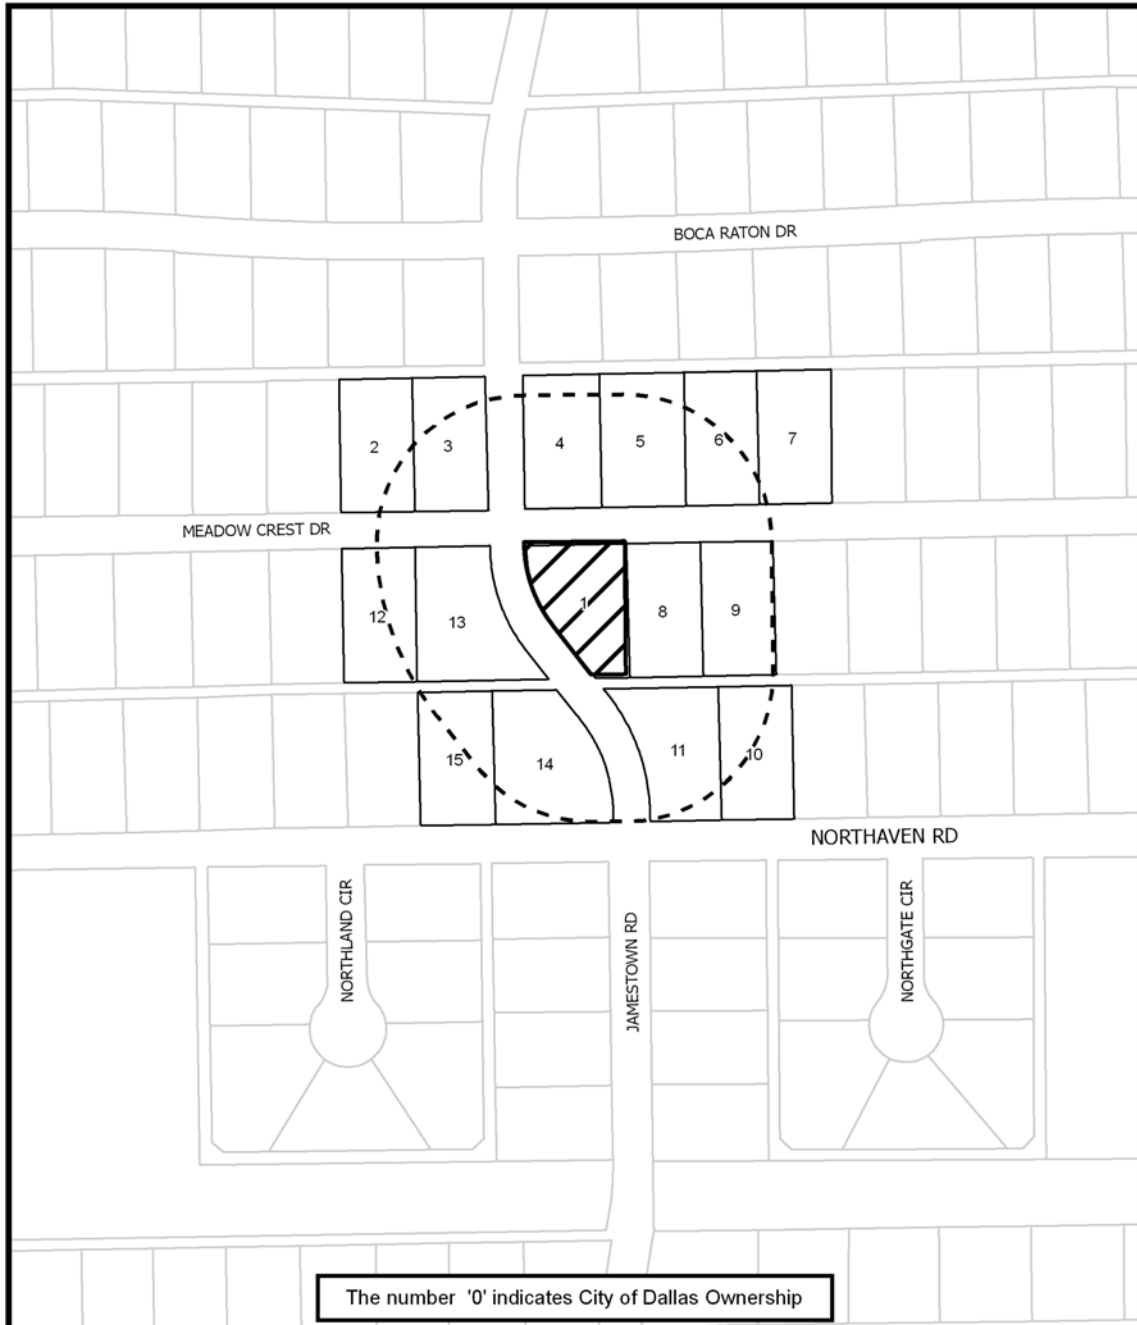 BOCA RATON DR
2
3
4
5
6
7
MEADOW CREST DR
1
8
9
12
13
15
14
11
10
NORTHAVEN RD
NORTHLAND CIR
JAMESTOWN RD
NORTHGATE CIR
The number '0' indicates City of Dallas Ownership